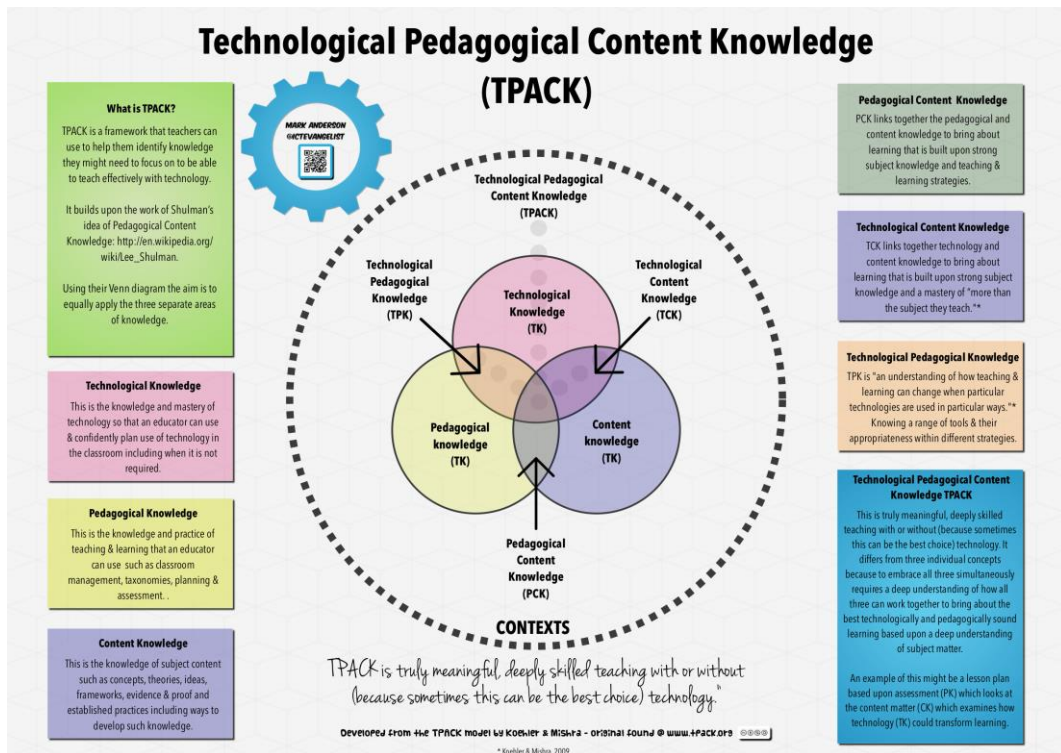 Technological Pedagogical Content Knowledge
(TPACK)
What is TPACK?
TPACK is a framework that teachers can
use to help them identify knowledge
they might need to focus on to be able
to teach effectively with technology.
It builds upon the work of Shulman's
idea of Pedagogical Content
Knowledge: http://en.wikipedia.org/
wiki/Lee_Shulman.
Using their Venn diagram the aim is to
equally apply the three separate areas
of knowledge.
Technological Knowledge
This is the knowledge and mastery of
technology so that an educator can use
& confidently plan use of technology in
the classroom including when it is not
required.
Pedagogical Knowledge
This is the knowledge and practice of
teaching & learning that an educator
can use such as classroom
management, taxonomies, planning &
assessment. .
Content Knowledge
This is the knowledge of subject content
such as concepts, theories, ideas,
frameworks, evidence & proof and
established practices including ways to
develop such knowledge.
MARK ANDERSON
@ICTEVANGELIST
Technological Pedagogical
Content Knowledge
(TPACK)
Technological
Pedagogical
Knowledge
(TPK)
Technological
Content
Knowledge
(TCK)
Technological
Knowledge
(TK)
Pedagogical
knowledge
(TK)
Content
knowledge
(TK)
Pedagogical
Content
Knowledge
(PCK)
CONTEXTS
TPACK is truly meaningful, deeply skilled teaching with or without
(because sometimes this can be the best choice) technology."
Developed from the TPACK model by Koehler & Mishra - original found @ www.tpack.org
* Koehler & Mishra, 2009
Pedagogical Content Knowledge
PCK links together the pedagogical and
content knowledge to bring about
learning that is built upon strong
subject knowledge and teaching &
learning strategies.
Technological Content Knowledge
TCK links together technology and
content knowledge to bring about
learning that is built upon strong subject
knowledge and a mastery of "more than
the subject they teach."*
Technological Pedagogical Knowledge
TPK is "an understanding of how teaching &
learning can change when particular
technologies are used in particular ways."*
Knowing a range of tools & their
appropriateness within different strategies.
Technological Pedagogical Content
Knowledge TPACK
This is truly meaningful, deeply skilled
teaching with or without (because sometimes
this can be the best choice) technology. It
differs from three individual concepts
because to embrace all three simultaneously
requires a deep understanding of how all
three can work together to bring about the
best technologically and pedagogically sound
learning based upon a deep understanding
of subject matter.
An example of this might be a lesson plan
based upon assessment (PK) which looks at
the content matter (CK) which examines how
technology (TK) could transform learning.